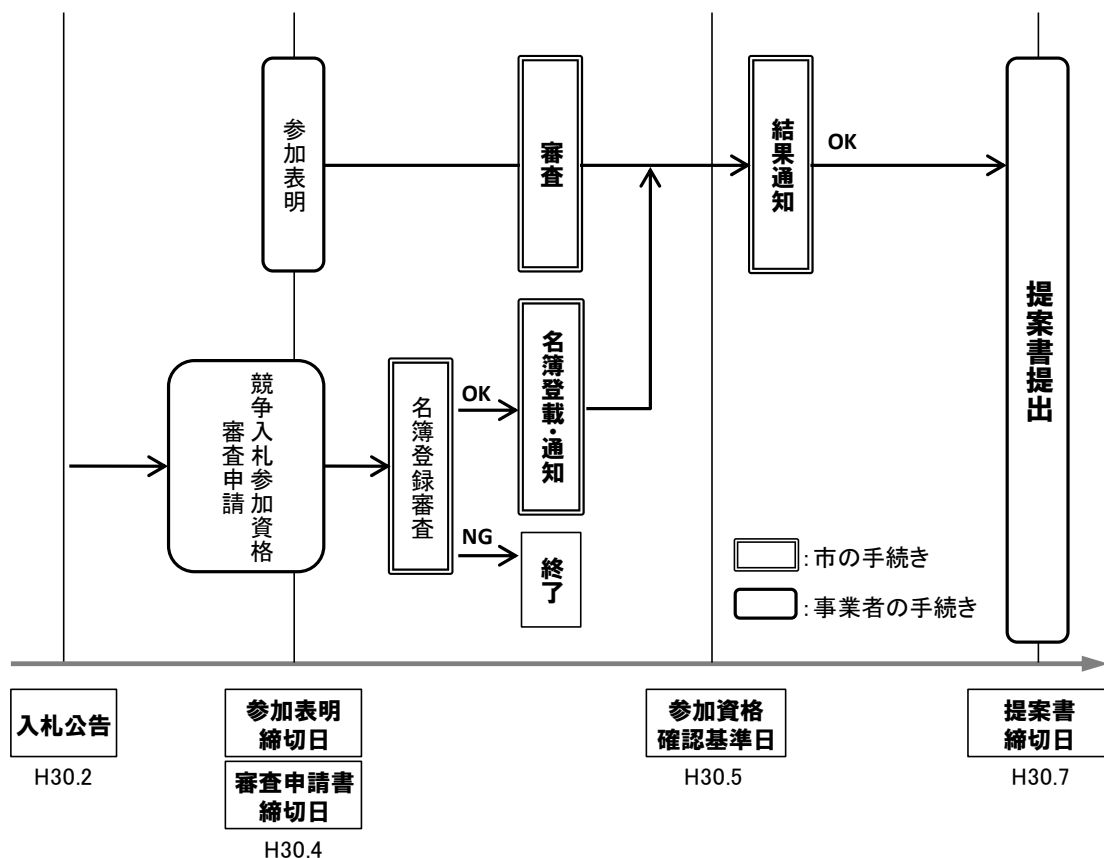 参加表明
審査
結果通知
OK
提案書提出
競争入札参加資格
審査申請
名簿登録審査
OK
名簿登載・通知
NG
終了
：市の手続き
：事業者の手続き
入札公告
H30.2
参加表明
締切日
審査申請書
締切日
H30.4
参加資格
確認基準日
H30.5
提案書
締切日
H30.7